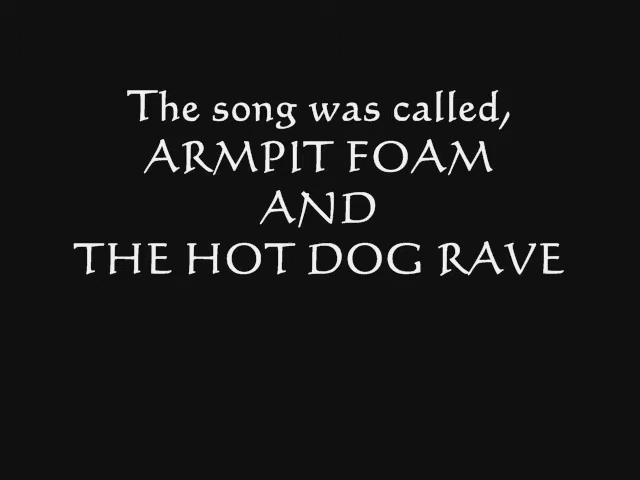 The song was called,
ARMPIT FOAM
AND
THE HOT DOG RAVE